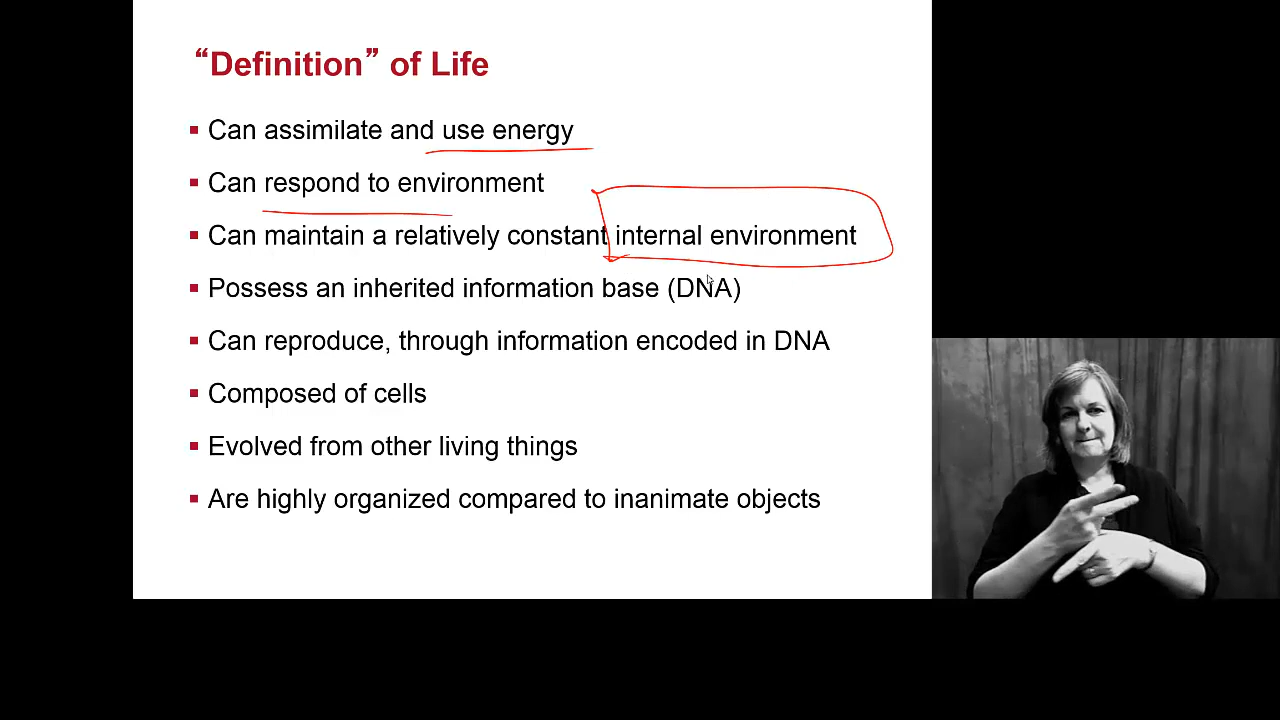 “Definition” of Life
▪ Can assimilate and use energy
▪ Can respond to environment
▪ Can maintain a relatively constant internal environment
▪ Possess an inherited information base (DNA)
▪ Can reproduce, through information encoded in DNA
▪ Composed of cells
▪ Evolved from other living things
▪ Are highly organized compared to inanimate objects